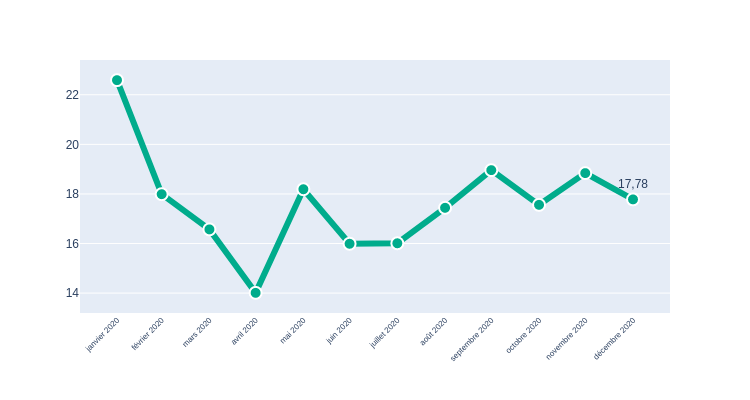 22
20
18
16
14
17,78
janvier 2020
février 2020
mars 2020
avril 2020
mai 2020
juin 2020
juillet 2020
août 2020
septembre 2020
octobre 2020
novembre 2020
décembre 2020